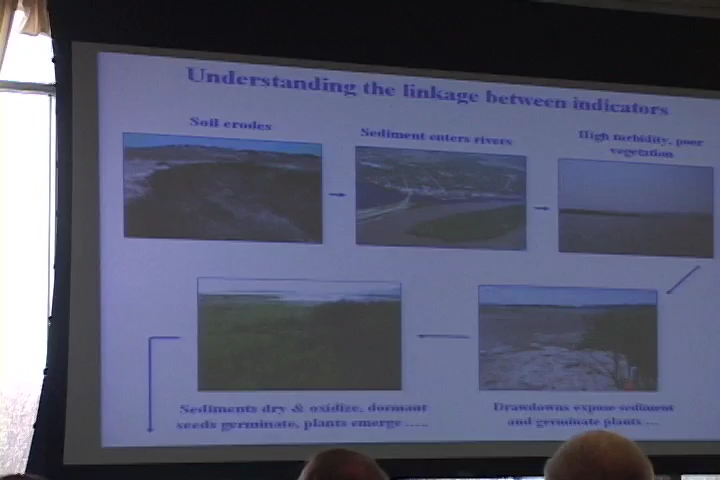 Understanding the linkage between indicators
Soil erodes
Sediment enters rivers
High turbidity, poor
vegetation
Sediments dry & oxidize, dormant
seeds germinate, plants emerge .....
Drawdowns expose sediment
and germinate plants ...